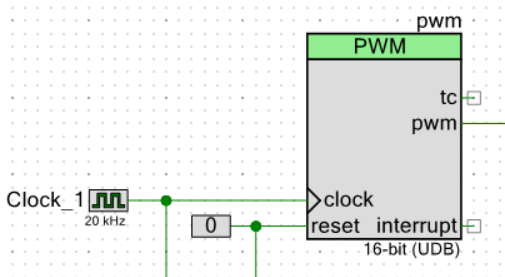 pwm
PWM
tc
pwm
Clock_1
20 kHz
clock
0
reset interrupt
16-bit (UDB)